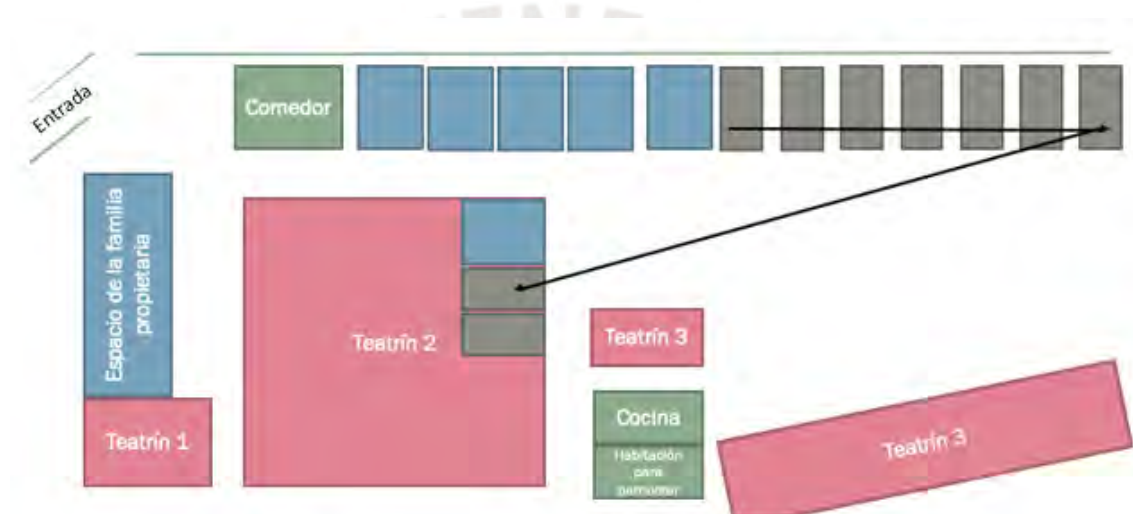 Entrada
Comedor
Espacio de la familia
propietaria
Teatrín 2
Teatrín 3
Teatrín 1
Cocina
Habitación
para
pernoctar
Teatrín 3